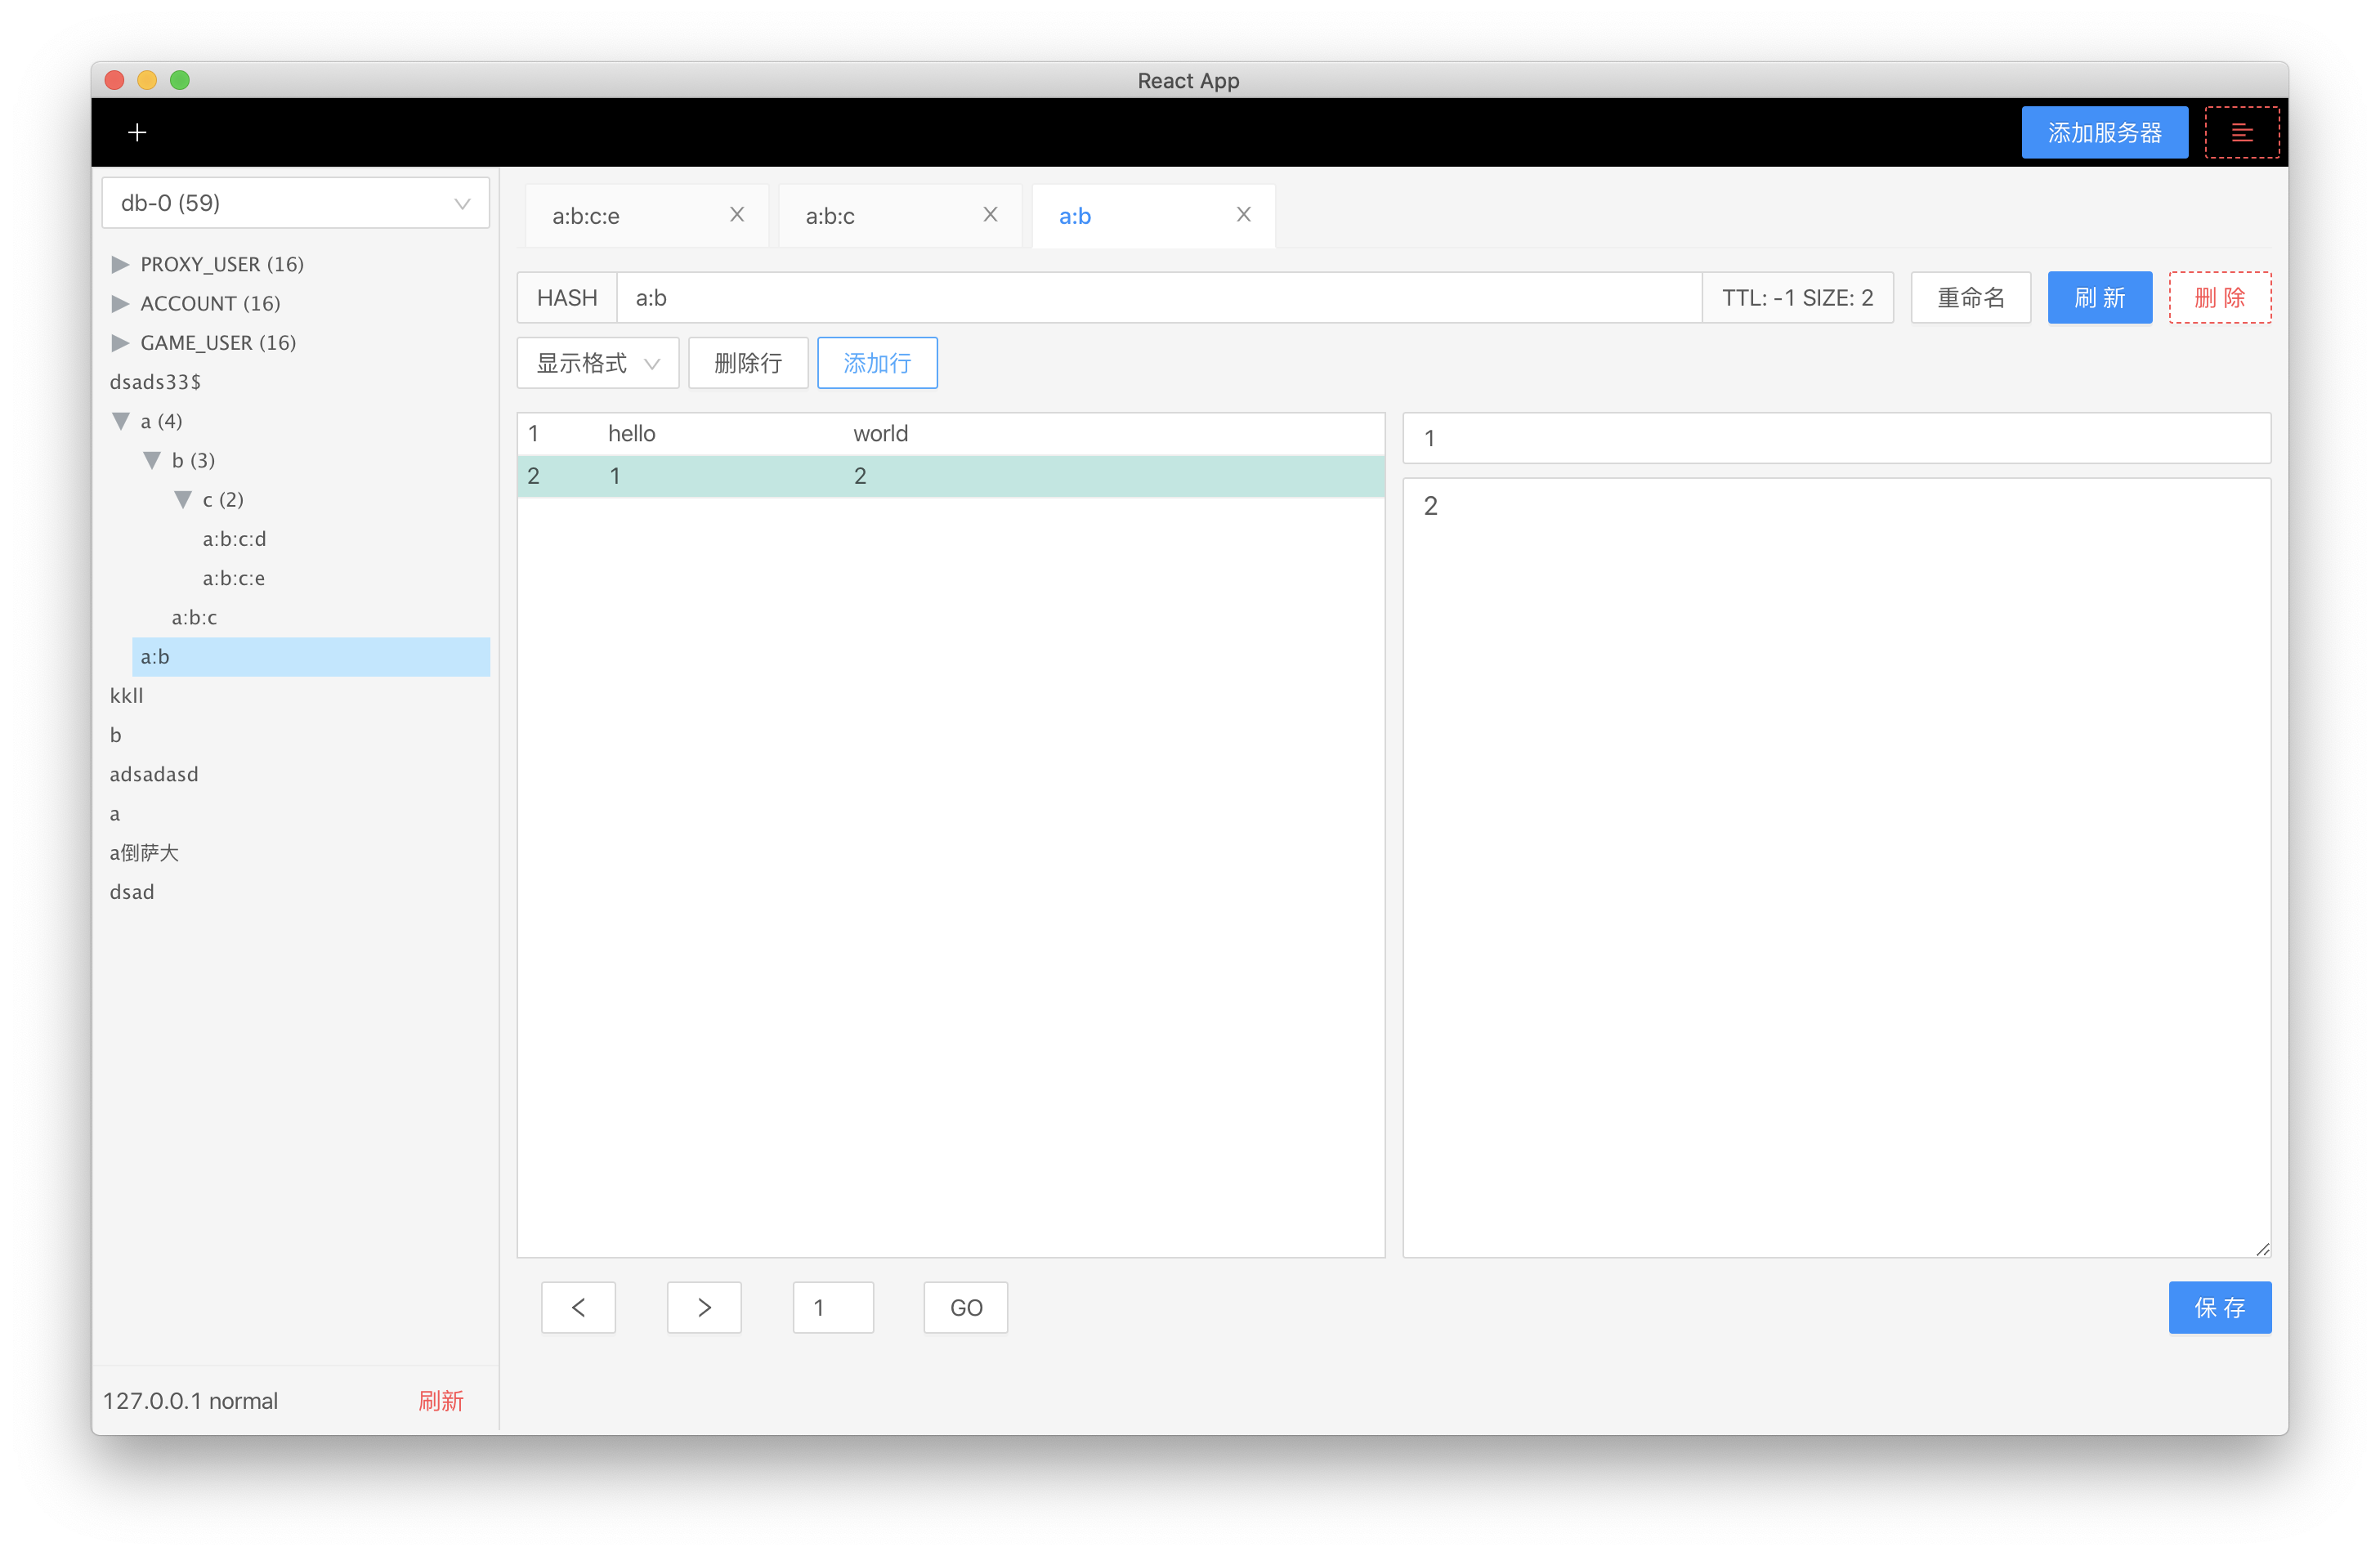 React App
+ 添加服务器
db-0 (59)
PROXY_USER (16)
ACCOUNT (16)
GAME_USER (16)
dsads33$
a (4)
b (3)
c (2)
a:b:c:d
a:b:c:e
a:b:c
a:b
kkll
b
adsadasd
a
a倒萨大
dsad
127.0.0.1 normal 刷新
a:b:c:e X a:b:c X a:b X
HASH a:b TTL: -1 SIZE: 2 重命名 刷 新 删 除
显示格式 删除行 添加行
1 hello world
2 1 2
1
2
< > 1 GO 保 存